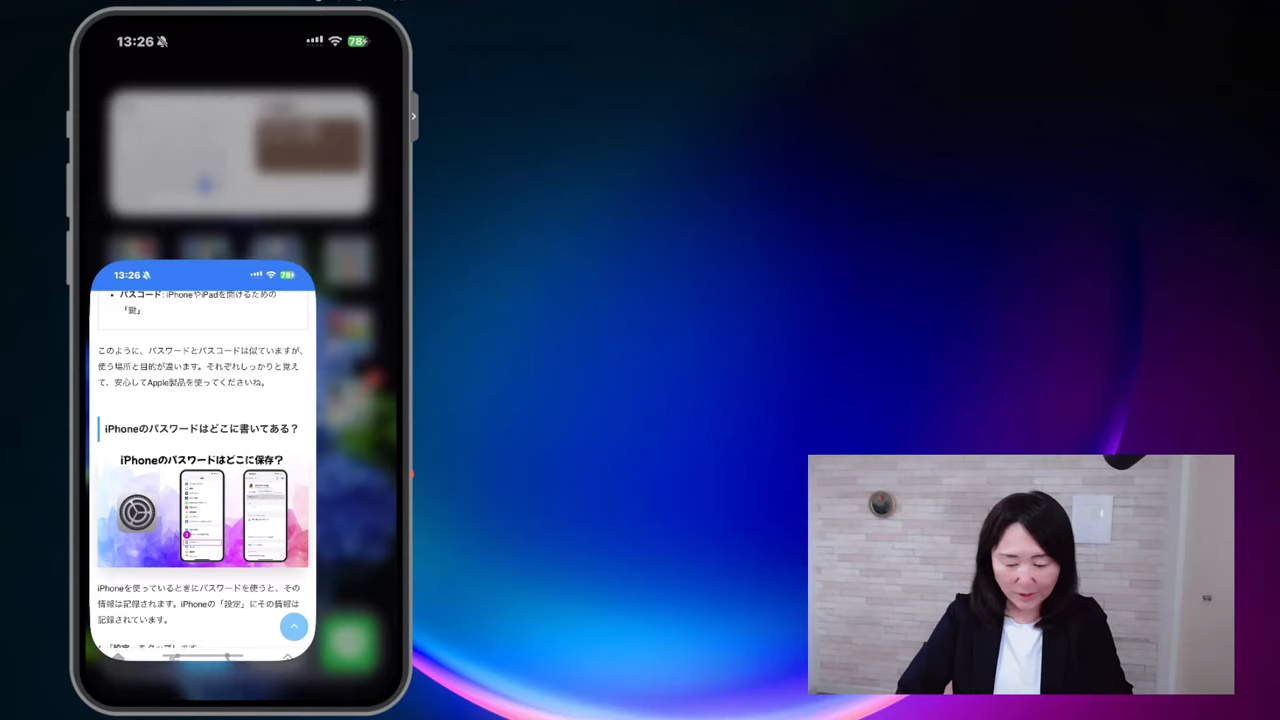 13:26
78
13:26
78
• パスコード: iPhoneやiPadを開けるための
「鍵」
このように、パスワードとパスコードは似ていますが、
使う場所と目的が違います。それぞれしっかりと覚え
て、安心してApple製品を使ってくださいね。
iPhoneのパスワードはどこに書いてある？
iPhoneのパスワードはどこに保存？
iPhoneを使っているときにパスワードを使うと、その
情報は記録されます。iPhoneの「設定」にその情報は
記録されています。